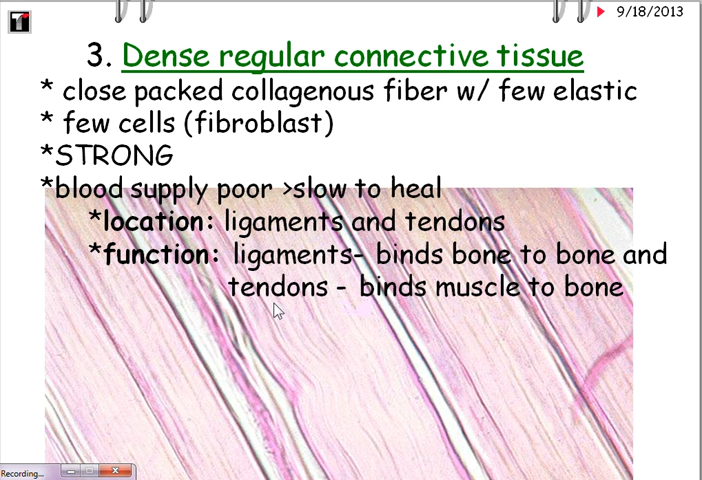 9/18/2013
3. Dense regular connective tissue
* close packed collagenous fiber w/ few elastic
* few cells (fibroblast)
*STRONG
*blood supply poor >slow to heal
*location: ligaments and tendons
*function: ligaments- binds bone to bone and
tendons - binds muscle to bone
Recording...